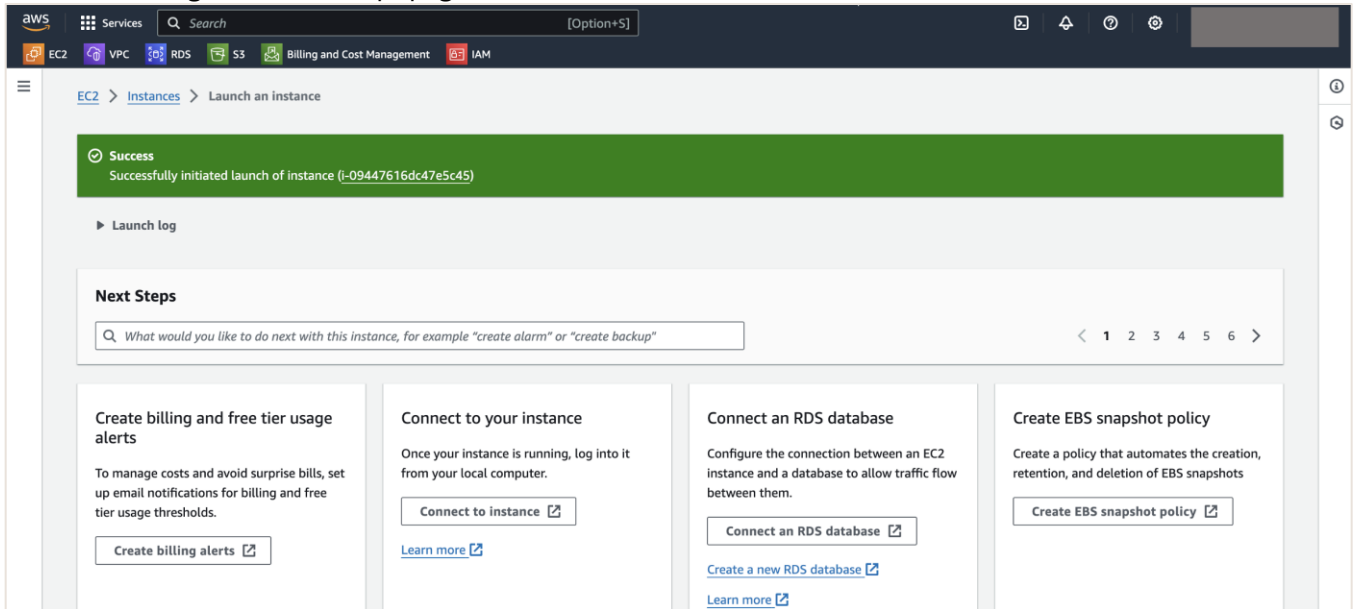 aws
Services
Search
[Option+S]
EC2
VPC
RDS
S3
Billing and Cost Management
IAM
EC2 > Instances > Launch an instance
Success
Successfully initiated launch of instance (i-09447616dc47e5c45)
Launch log
Next Steps
What would you like to do next with this instance, for example "create alarm" or "create backup"
1 2 3 4 5 6
Create billing and free tier usage
alerts
To manage costs and avoid surprise bills, set
up email notifications for billing and free
tier usage thresholds.
Create billing alerts
Connect to your instance
Once your instance is running, log into it
from your local computer.
Connect to instance
Learn more
Connect an RDS database
Configure the connection between an EC2
instance and a database to allow traffic flow
between them.
Connect an RDS database
Create a new RDS database
Learn more
Create EBS snapshot policy
Create a policy that automates the creation,
retention, and deletion of EBS snapshots
Create EBS snapshot policy